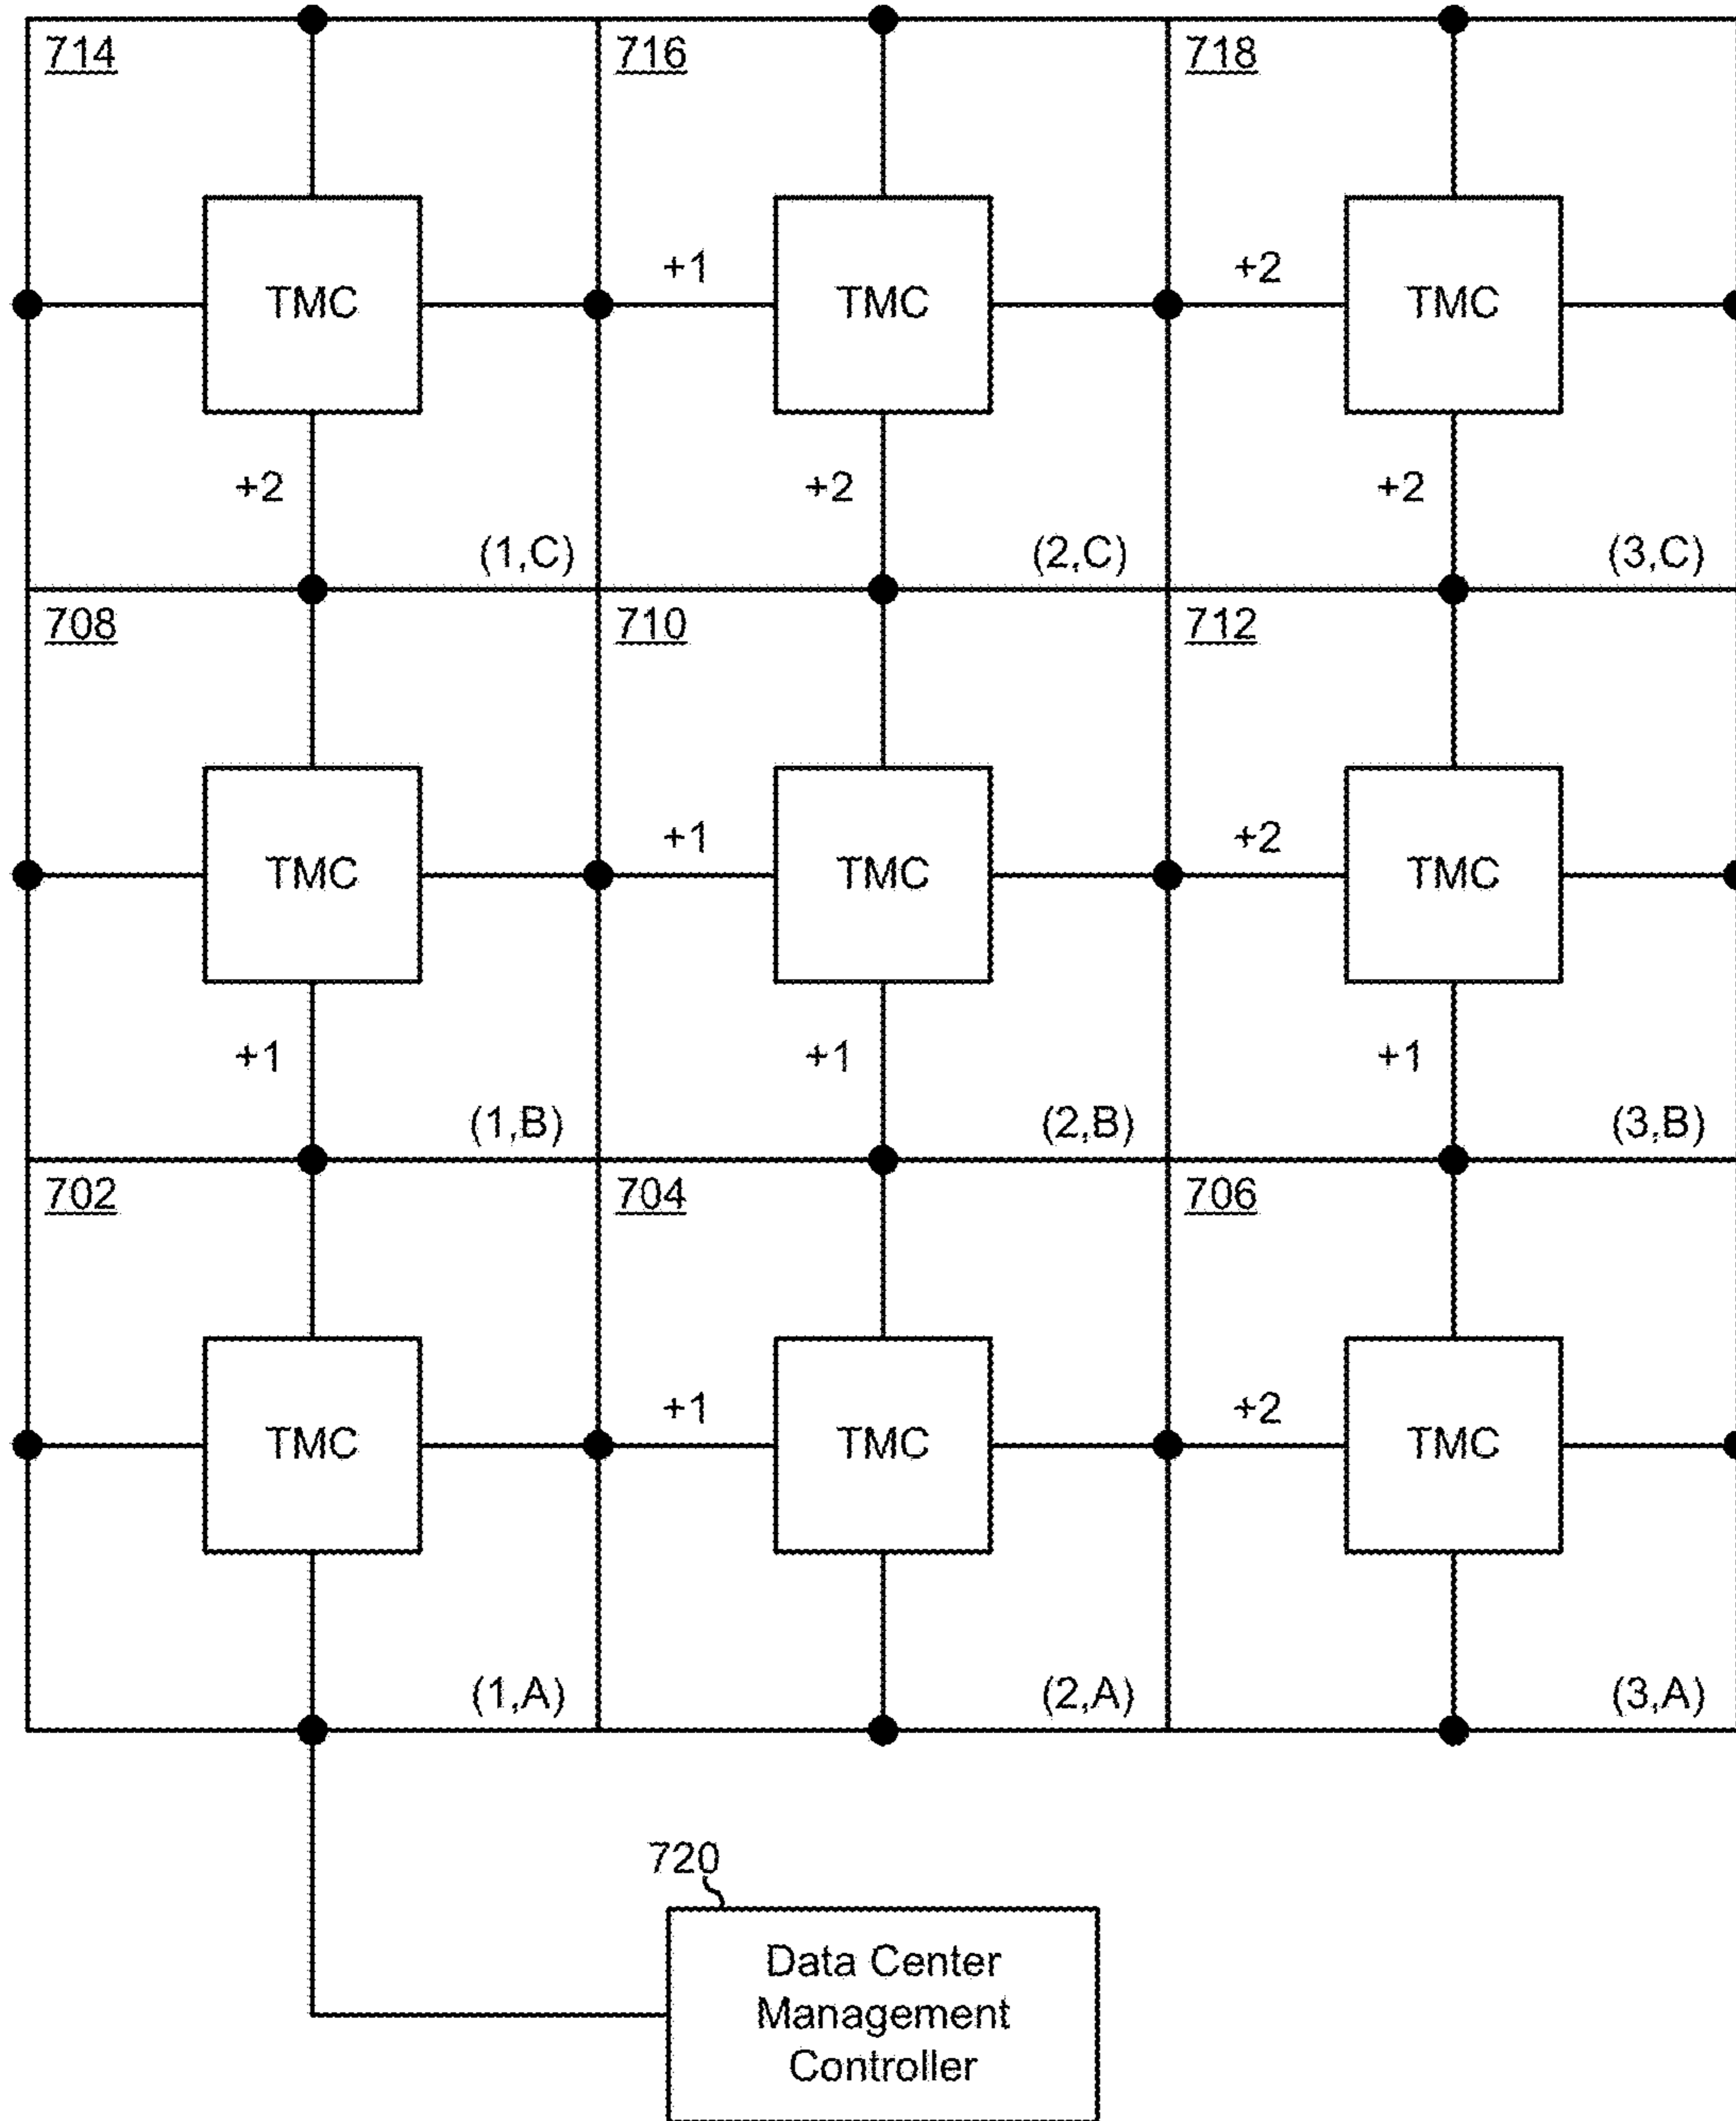 714
716
718
+1
+2
TMC
TMC
TMC
+2
+2
+2
(1,C)
(2,C)
(3,C)
708
710
712
+1
+2
TMC
TMC
TMC
+1
+1
+1
(1,B)
(2,B)
(3,B)
702
704
706
+1
+2
TMC
TMC
TMC
(1,A)
(2,A)
(3,A)
720
Data Center
Management
Controller